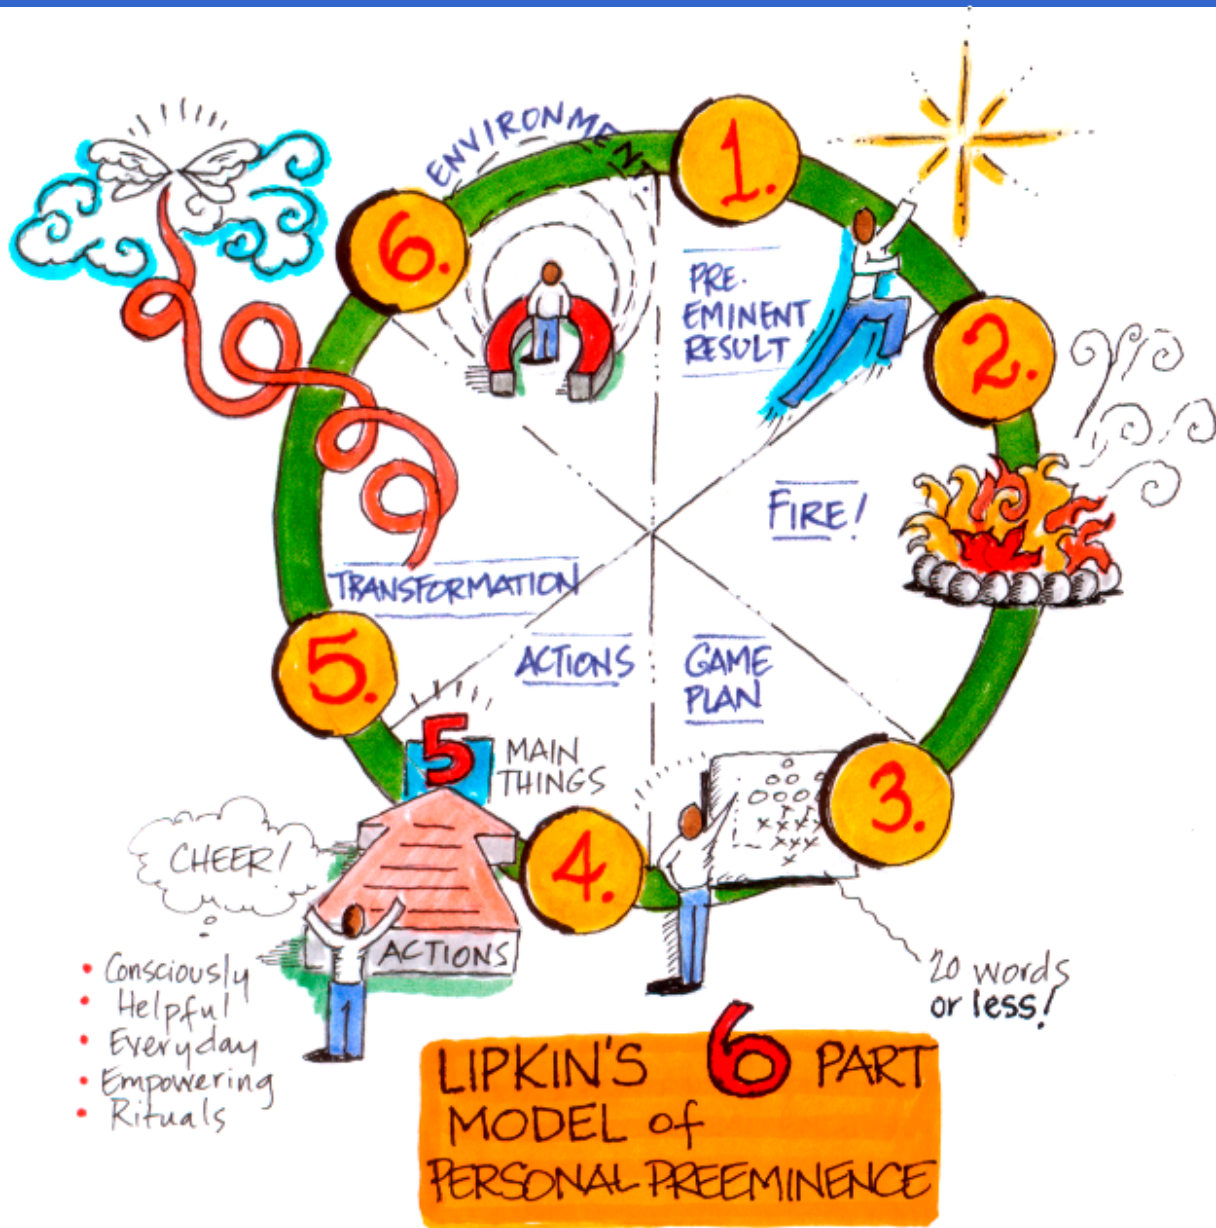 ENVIRONMENT
1.
PRE-
EMINENT
RESULT
2.
FIRE!
3.
GAME
PLAN
20 words
or less!
4.
ACTIONS
5
MAIN
THINGS
ACTIONS
CHEER!
• Consciously
• Helpful
• Everyday
• Empowering
• Rituals
5.
TRANSFORMATION
6.
LIPKIN'S 6 PART
MODEL of
PERSONAL PREEMINENCE